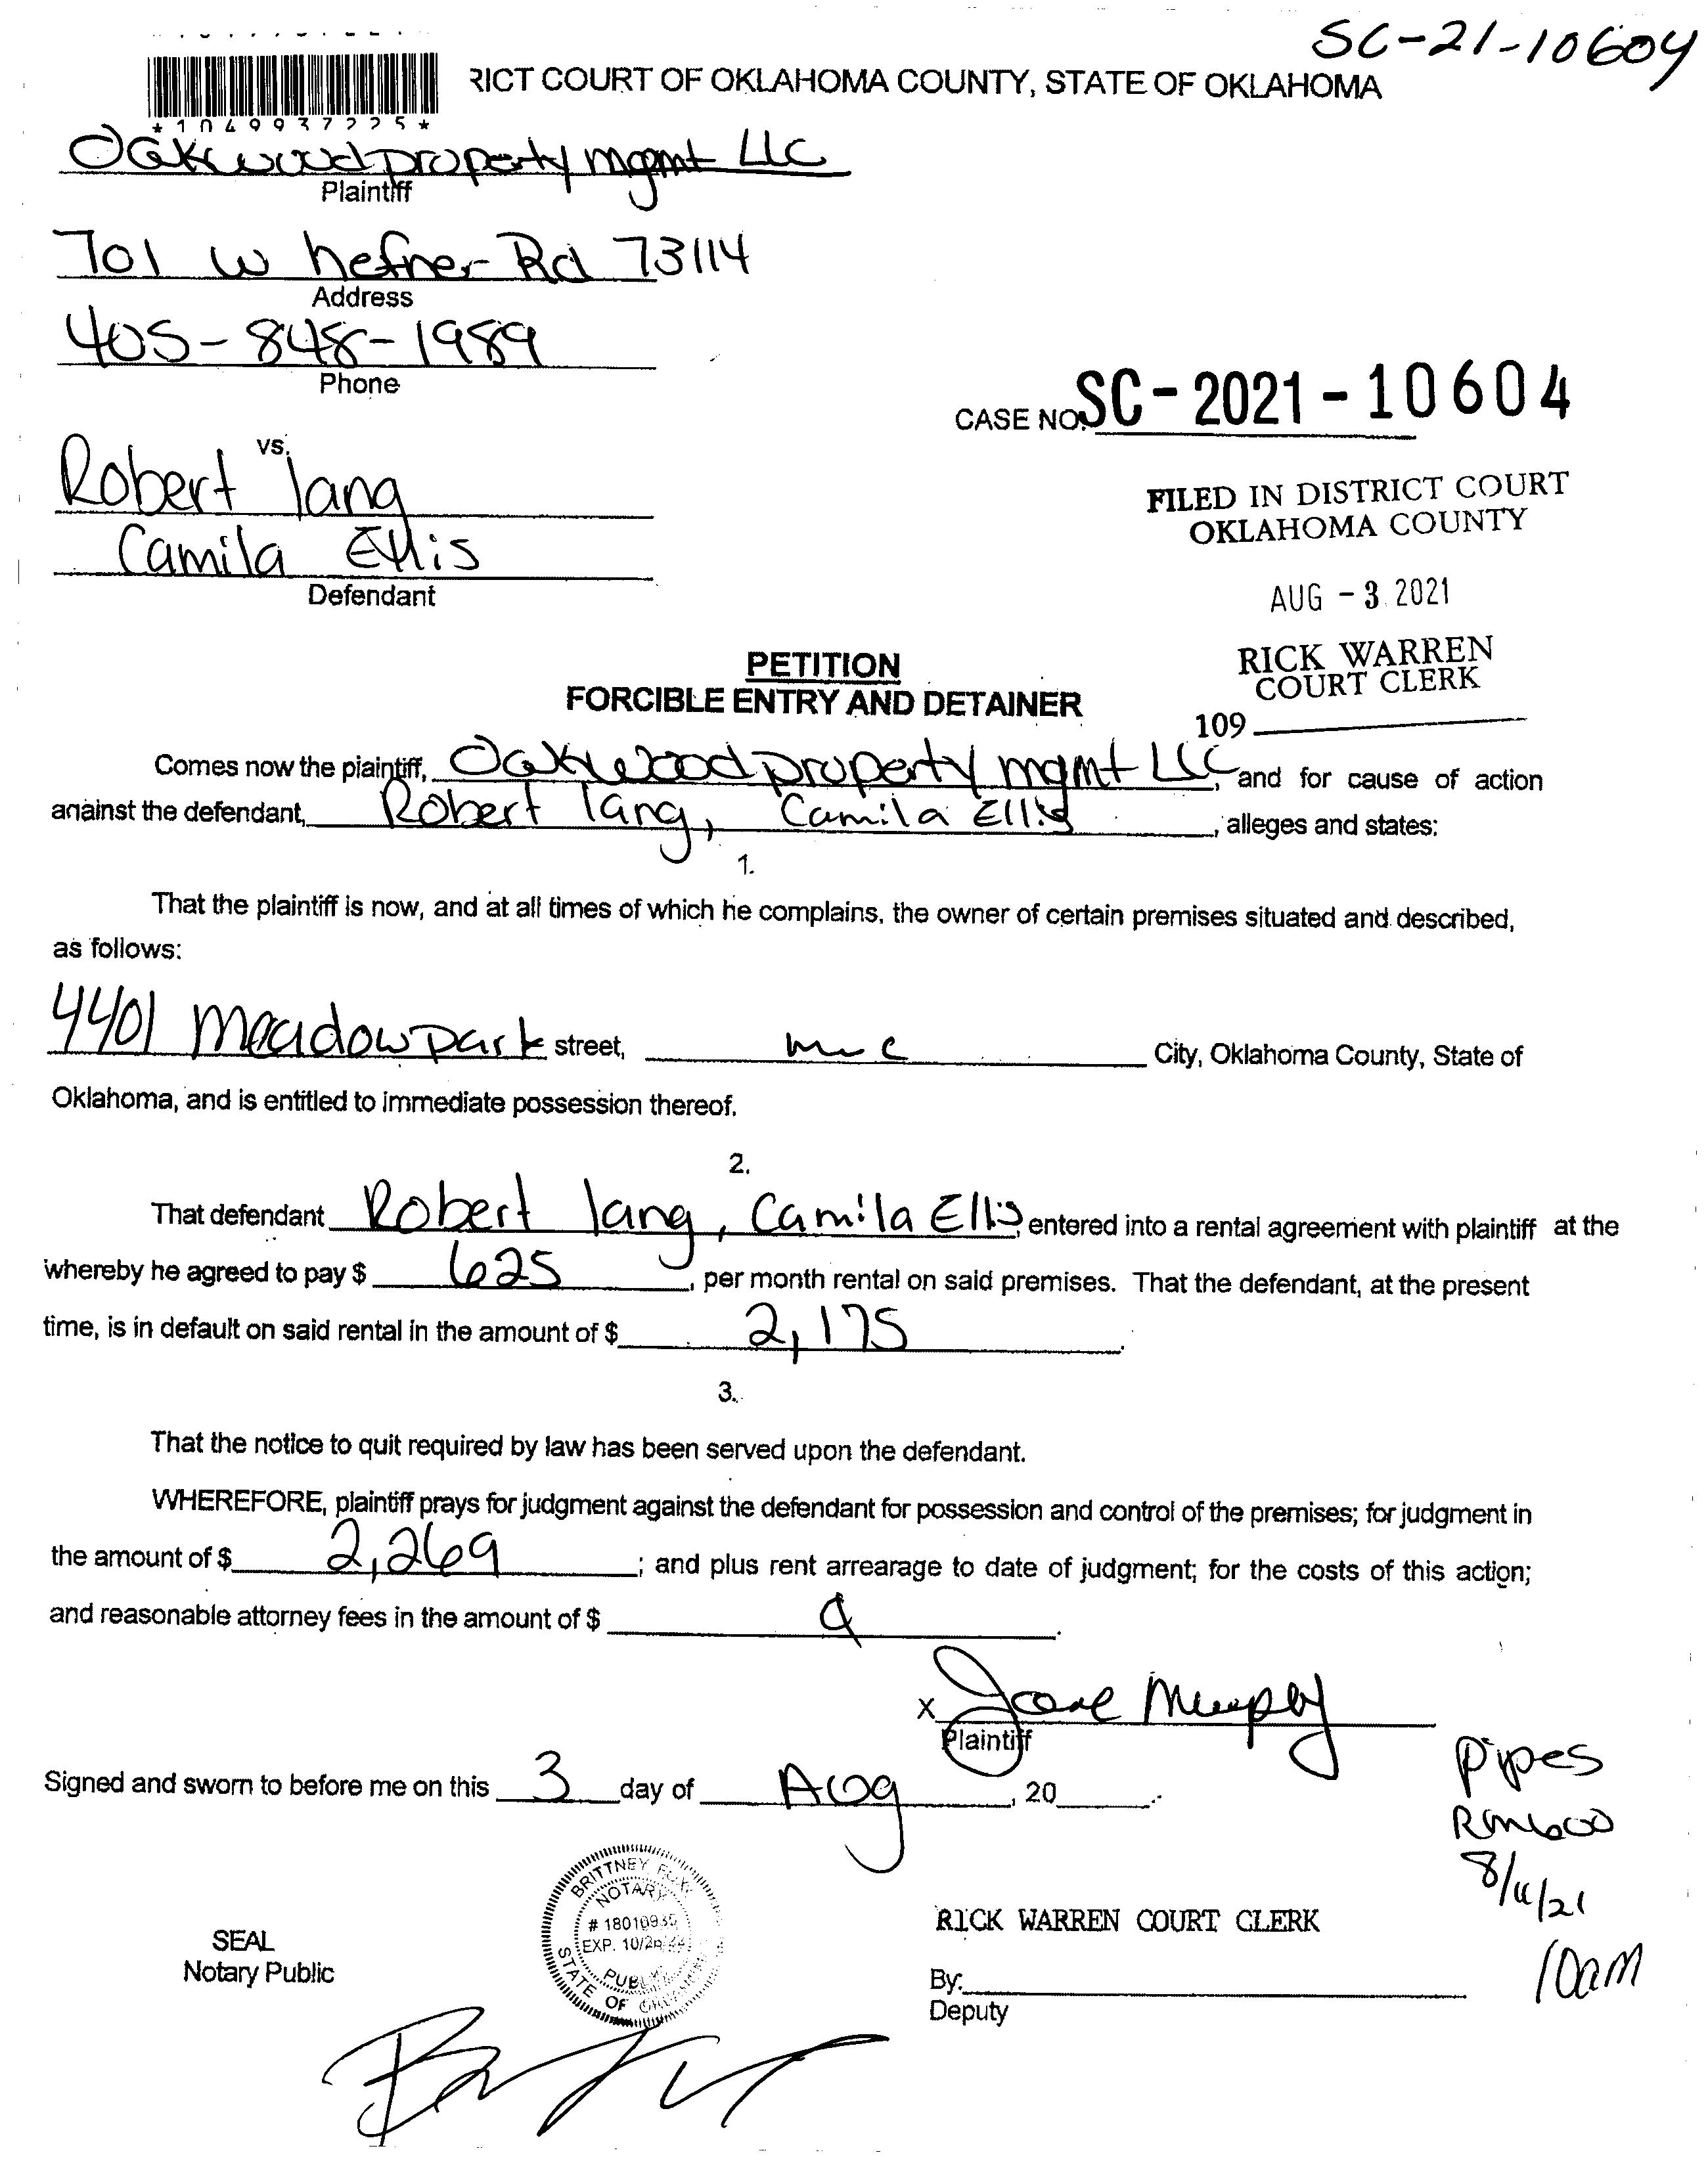 SC-21-10604
RICT COURT OF OKLAHOMA COUNTY, STATE OF OKLAHOMA
*1049937225*
Oakwood property mgmt LLC
Plaintiff
701 W hefner Rd 73114
Address
405-848-1989
Phone
CASE NO. SC-2021-10604
vs.
Robert lang
Camila Ellis
Defendant
FILED IN DISTRICT COURT
OKLAHOMA COUNTY
AUG -3 2021
RICK WARREN
COURT CLERK
109
PETITION
FORCIBLE ENTRY AND DETAINER
Comes now the plaintiff, Oakwood property mgmt LLC, and for cause of action
against the defendant, Robert lang, Camila Ellis, alleges and states:
1.
That the plaintiff is now, and at all times of which he complains, the owner of certain premises situated and described,
as follows:
4401 Meadowpark street, City, Oklahoma County, State of
Oklahoma, and is entitled to immediate possession thereof.
2.
That defendant Robert lang, Camila Ellis, entered into a rental agreement with plaintiff at the
whereby he agreed to pay $ 625, per month rental on said premises. That the defendant, at the present
time, is in default on said rental in the amount of $ 2,175.
3.
That the notice to quit required by law has been served upon the defendant.
WHEREFORE, plaintiff prays for judgment against the defendant for possession and control of the premises; for judgment in
the amount of $ 2,269; and plus rent arrearage to date of judgment; for the costs of this action;
and reasonable attorney fees in the amount of $
X Jane Murphy
Plaintiff
Signed and sworn to before me on this 3 day of Aug, 20
pipes
Rm600
8/11/21
10am
BRITTNEY
NOTARY
# 18010935
EXP. 10/
PUBLIC
STATE OF
SEAL
Notary Public
RICK WARREN COURT CLERK
By:
Deputy